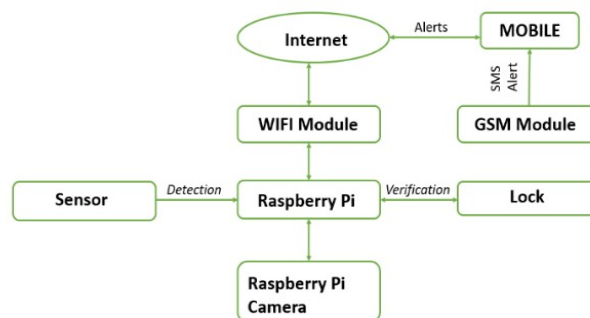 Internet
Alerts
MOBILE
SMS
Alert
WIFI Module
GSM Module
Sensor
Detection
Raspberry Pi
Verification
Lock
Raspberry Pi
Camera